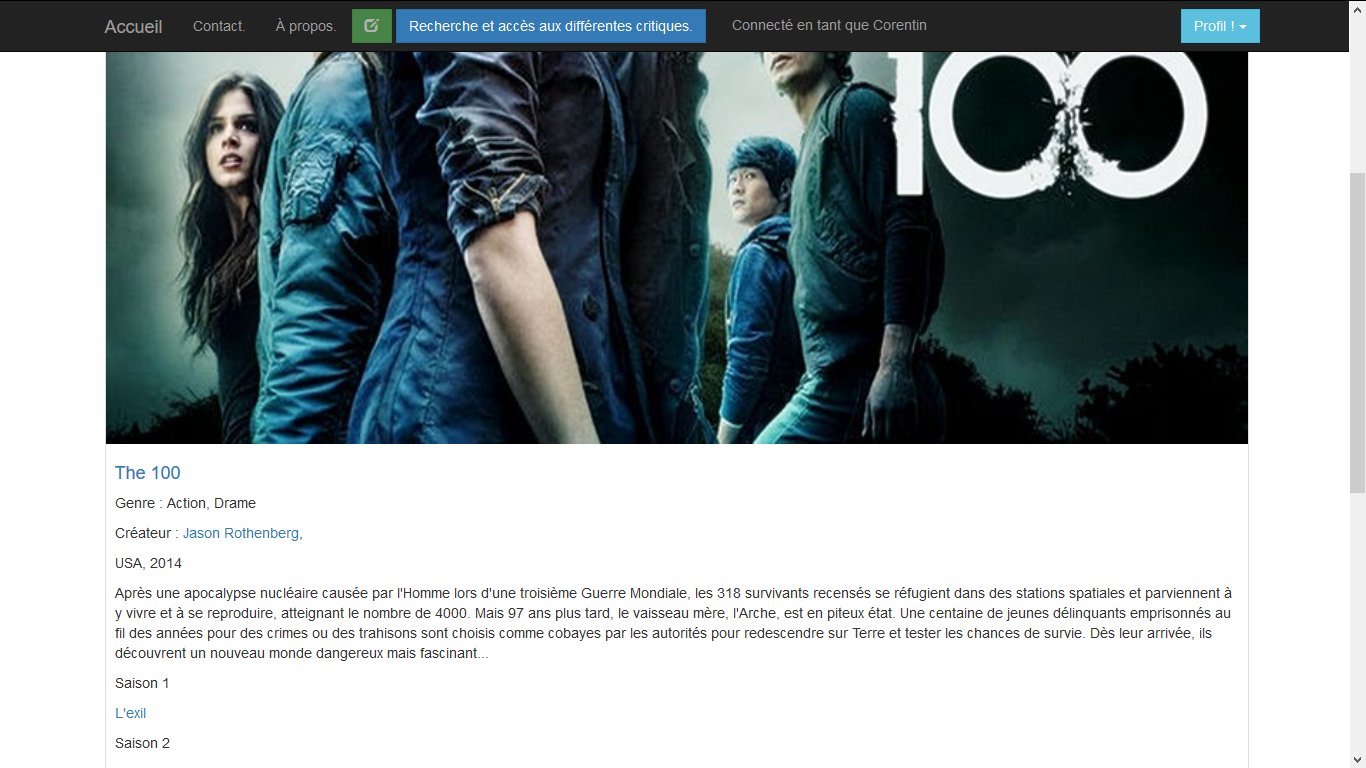 Accueil Contact. À propos. Recherche et accès aux différentes critiques. Connecté en tant que Corentin Profil !
100
The 100
Genre : Action, Drame
Créateur : Jason Rothenberg,
USA, 2014
Après une apocalypse nucléaire causée par l'Homme lors d'une troisième Guerre Mondiale, les 318 survivants recensés se réfugient dans des stations spatiales et parviennent à
y vivre et à se reproduire, atteignant le nombre de 4000. Mais 97 ans plus tard, le vaisseau mère, l'Arche, est en piteux état. Une centaine de jeunes délinquants emprisonnés au
fil des années pour des crimes ou des trahisons sont choisis comme cobayes par les autorités pour redescendre sur Terre et tester les chances de survie. Dès leur arrivée, ils
découvrent un nouveau monde dangereux mais fascinant...
Saison 1
L'exil
Saison 2